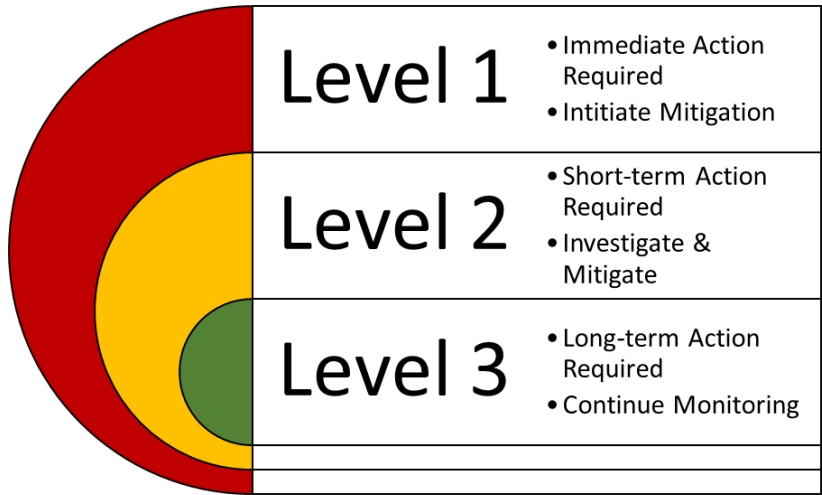 Level 1
• Immediate Action
Required
• Intitiate Mitigation
Level 2
• Short-term Action
Required
• Investigate &
Mitigate
Level 3
• Long-term Action
Required
• Continue Monitoring